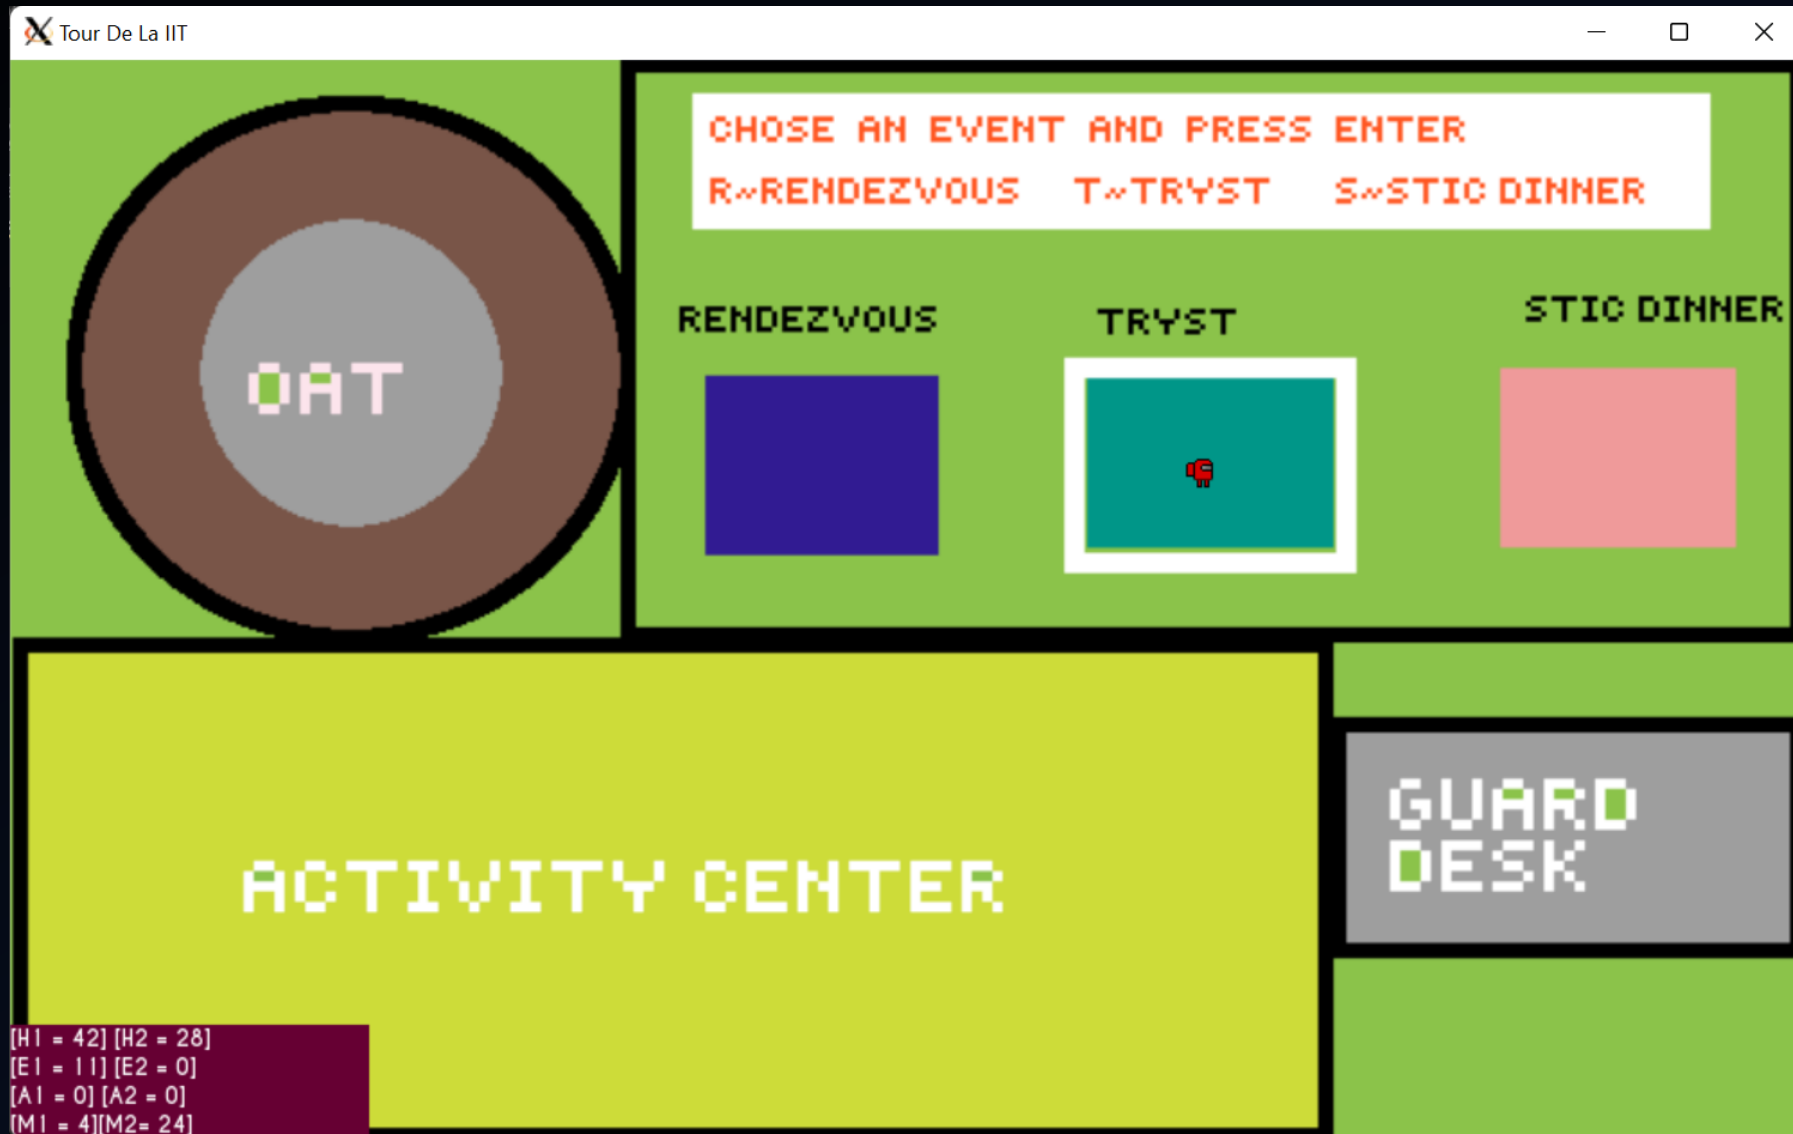 Tour De La IIT
CHOSE AN EVENT AND PRESS ENTER
R~RENDEZVOUS T~TRYST S~STIC DINNER
RENDEZVOUS
TRYST
STIC DINNER
OAT
ACTIVITY CENTER
GUARD
DESK
[H1 = 42] [H2 = 28]
[E1 = 11] [E2 = 0]
[A1 = 0] [A2 = 0]
[M1 = 4][M2= 24]